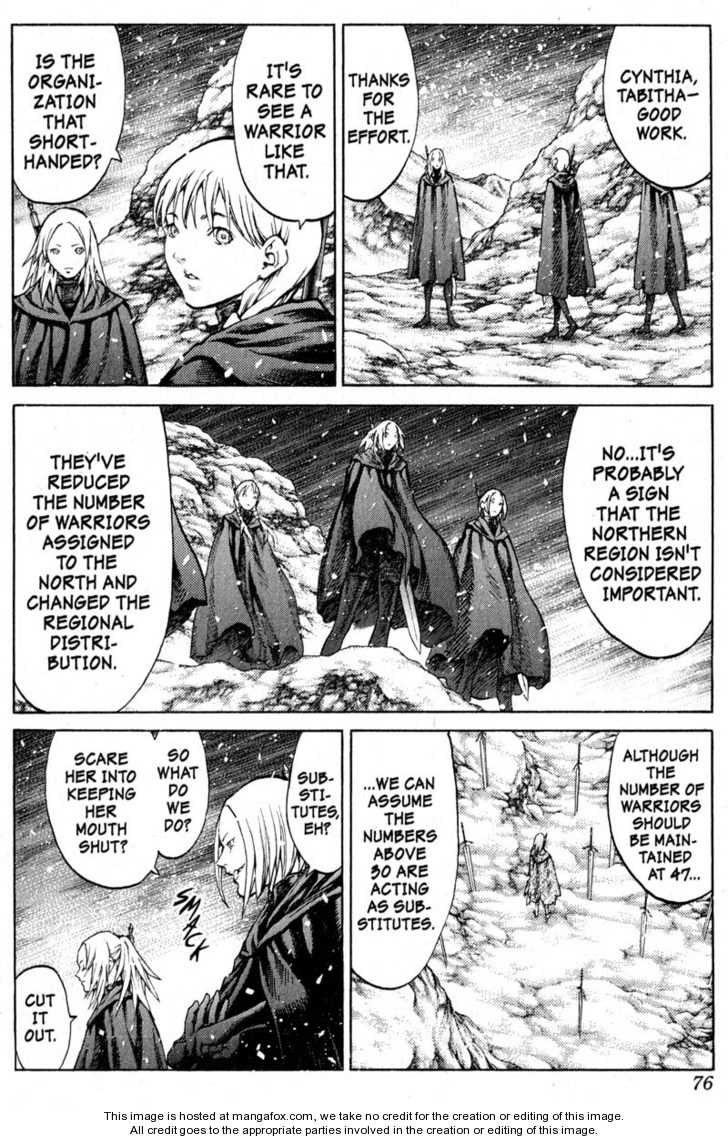 IS THE
ORGANI-
ZATION
THAT
SHORT-
HANDED?
IT'S
RARE TO
SEE A
WARRIOR
LIKE
THAT.
THANKS
FOR
THE
EFFORT.
CYNTHIA,
TABITHA—
GOOD
WORK.
THEY'VE
REDUCED
THE NUMBER
OF WARRIORS
ASSIGNED
TO THE
NORTH AND
CHANGED THE
REGIONAL
DISTRI-
BUTION.
NO...IT'S
PROBABLY
A SIGN
THAT THE
NORTHERN
REGION ISN'T
CONSIDERED
IMPORTANT.
SCARE
HER INTO
KEEPING
HER
MOUTH
SHUT?
SO
WHAT
DO
WE
DO?
SUB-
STI-
TUTES,
EH?
SMACK
CUT
IT
OUT.
...WE CAN
ASSUME
THE
NUMBERS
ABOVE
30 ARE
ACTING
AS SUB-
STITUTES.
ALTHOUGH
THE
NUMBER OF
WARRIORS
SHOULD
BE MAIN-
TAINED
AT 47...
76
This image is hosted at mangafox.com, we take no credit for the creation or editing of this image.
All credit goes to the appropriate parties involved in the creation or editing of this image.